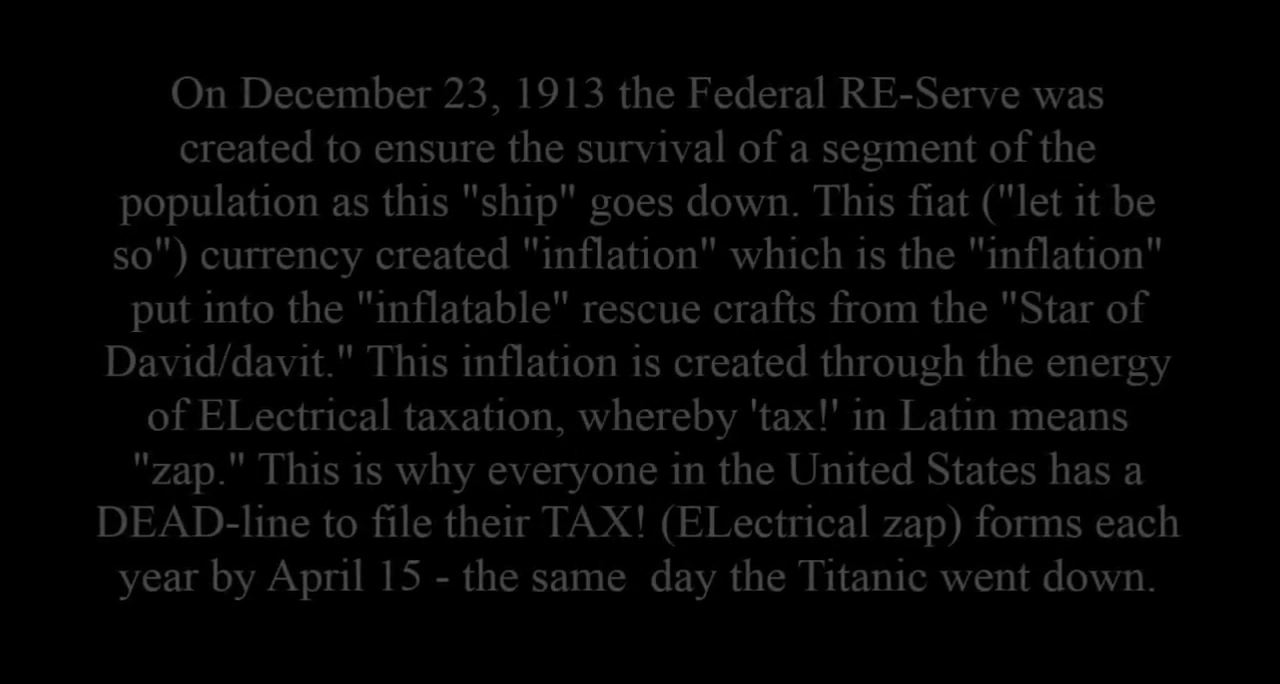 On December 23, 1913 the Federal RE-Serve was
created to ensure the survival of a segment of the
population as this "ship" goes down. This fiat ("let it be
so") currency created "inflation" which is the "inflation"
put into the "inflatable" rescue crafts from the "Star of
David/davit." This inflation is created through the energy
of ELectrical taxation, whereby 'tax!' in Latin means
"zap." This is why everyone in the United States has a
DEAD-line to file their TAX! (ELectrical zap) forms each
year by April 15 - the same  day the Titanic went down.